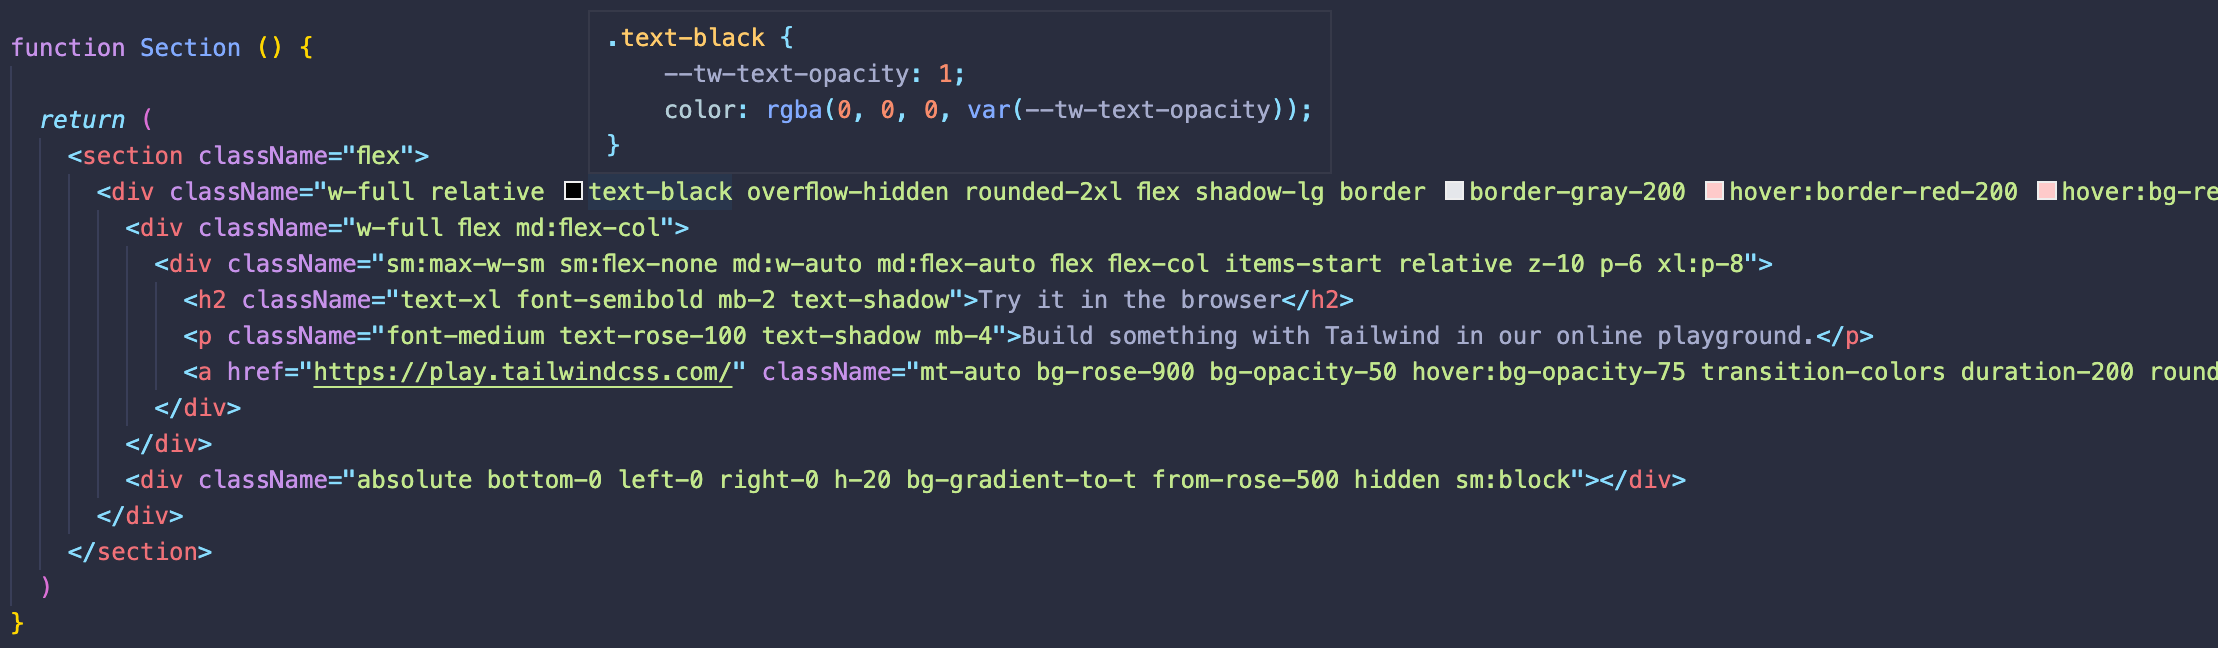 function Section () {
.text-black {
--tw-text-opacity: 1;
color: rgba(0, 0, 0, var(--tw-text-opacity));
}
return (
<section className="flex">
<div className="w-full relative text-black overflow-hidden rounded-2xl flex shadow-lg border border-gray-200 hover:border-red-200 hover:bg-re
<div className="w-full flex md:flex-col">
<div className="sm:max-w-sm sm:flex-none md:w-auto md:flex-auto flex flex-col items-start relative z-10 p-6 xl:p-8">
<h2 className="text-xl font-semibold mb-2 text-shadow">Try it in the browser</h2>
<p className="font-medium text-rose-100 text-shadow mb-4">Build something with Tailwind in our online playground.</p>
<a href="https://play.tailwindcss.com/" className="mt-auto bg-rose-900 bg-opacity-50 hover:bg-opacity-75 transition-colors duration-200 round
</div>
</div>
<div className="absolute bottom-0 left-0 right-0 h-20 bg-gradient-to-t from-rose-500 hidden sm:block"></div>
</div>
</section>
)
}